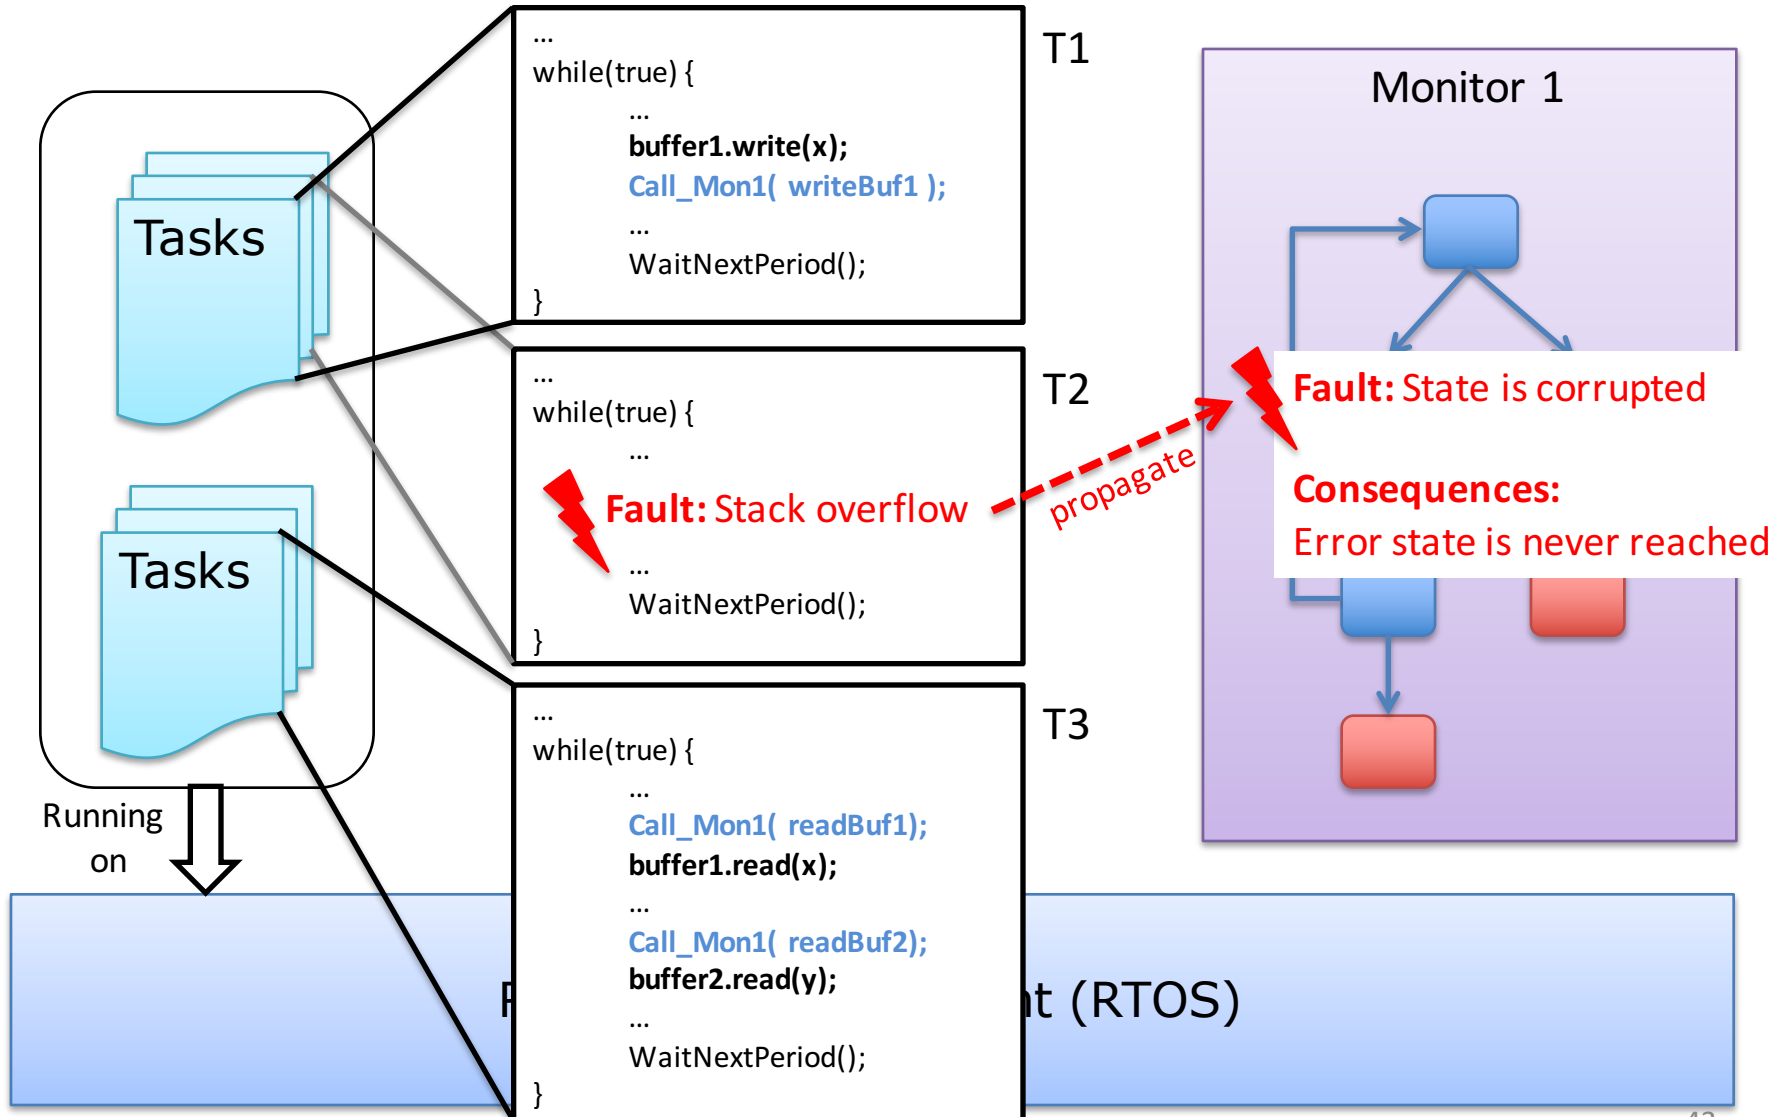 Tasks
Tasks
Running
on
...
while(true) {
...
buffer1.write(x);
Call_Mon1( writeBuf1 );
...
WaitNextPeriod();
}
T1
...
while(true) {
...
Fault: Stack overflow
...
WaitNextPeriod();
}
T2
propagate
...
while(true) {
...
Call_Mon1( readBuf1);
buffer1.read(x);
...
Call_Mon1( readBuf2);
buffer2.read(y);
...
WaitNextPeriod();
}
T3
Monitor 1
Fault: State is corrupted
Consequences:
Error state is never reached
(RTOS)